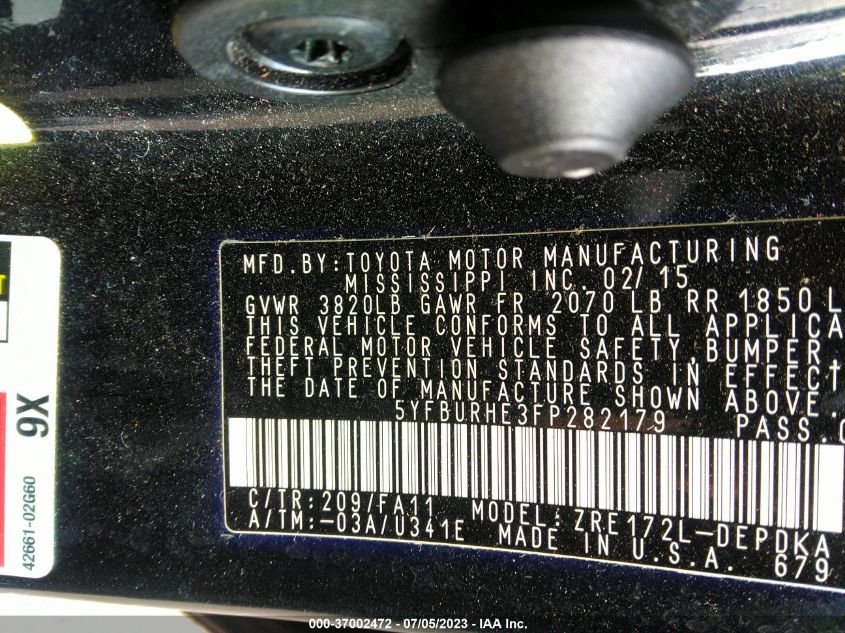 MFD.BY:TOYOTA MOTOR MANUFACTURING
MISSISSIPPI INC. 02/15
GVWR 3820LB GAWR FR 2070 LB RR 1850 L
THIS VEHICLE CONFORMS TO ALL APPLICA
FEDERAL MOTOR VEHICLE SAFETY,BUMPER,
THEFT PREVENTION STANDARDS IN EFFECT
THE DATE OF MANUFACTURE SHOWN ABOVE.
5YFBURHE3FP282179 PASS.
C/TR:209/FA11 MODEL:ZRE172L-DEPDKA
A/TM:-03A/U341E MADE IN U.S.A. 679
9X
42661-02G60
000-37002472 — 07/05/2023 — IAA Inc.